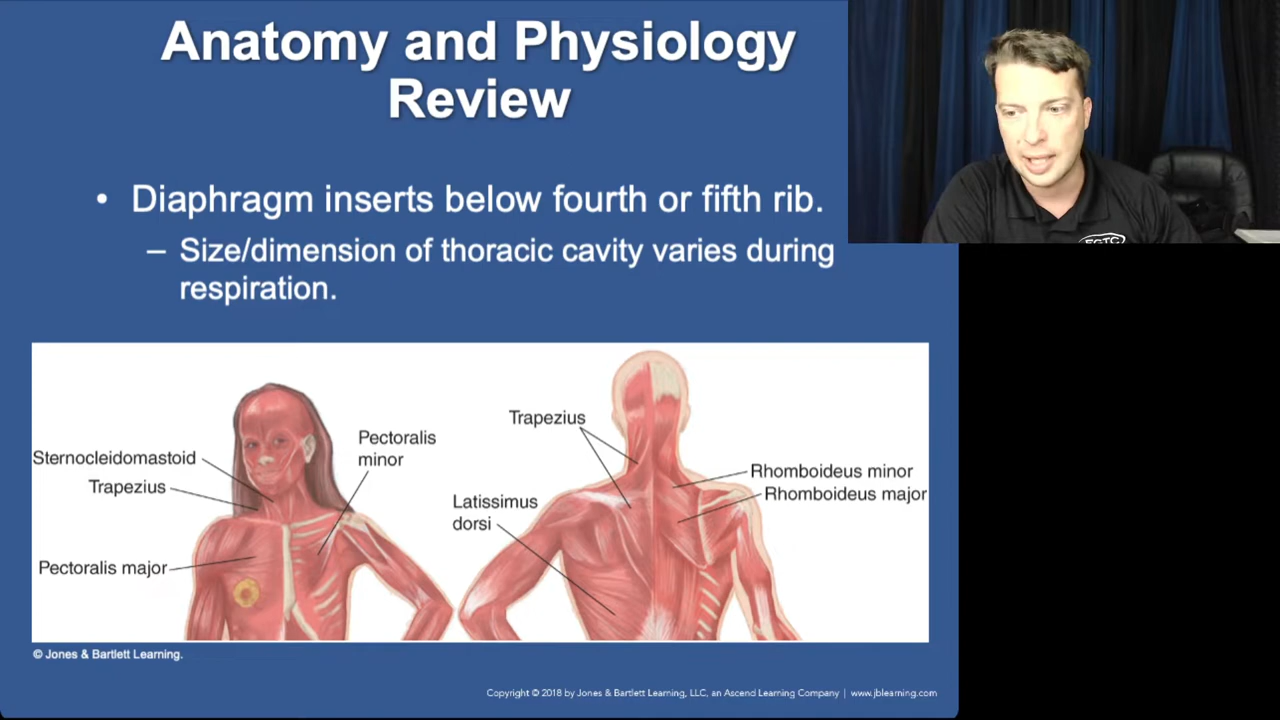 Anatomy and Physiology
Review
• Diaphragm inserts below fourth or fifth rib.
– Size/dimension of thoracic cavity varies during
respiration.
Sternocleidomastoid
Trapezius
Pectoralis major
Pectoralis
minor
Trapezius
Latissimus
dorsi
Rhomboideus minor
Rhomboideus major
© Jones & Bartlett Learning.
Copyright © 2018 by Jones & Bartlett Learning, LLC, an Ascend Learning Company | www.jblearning.com